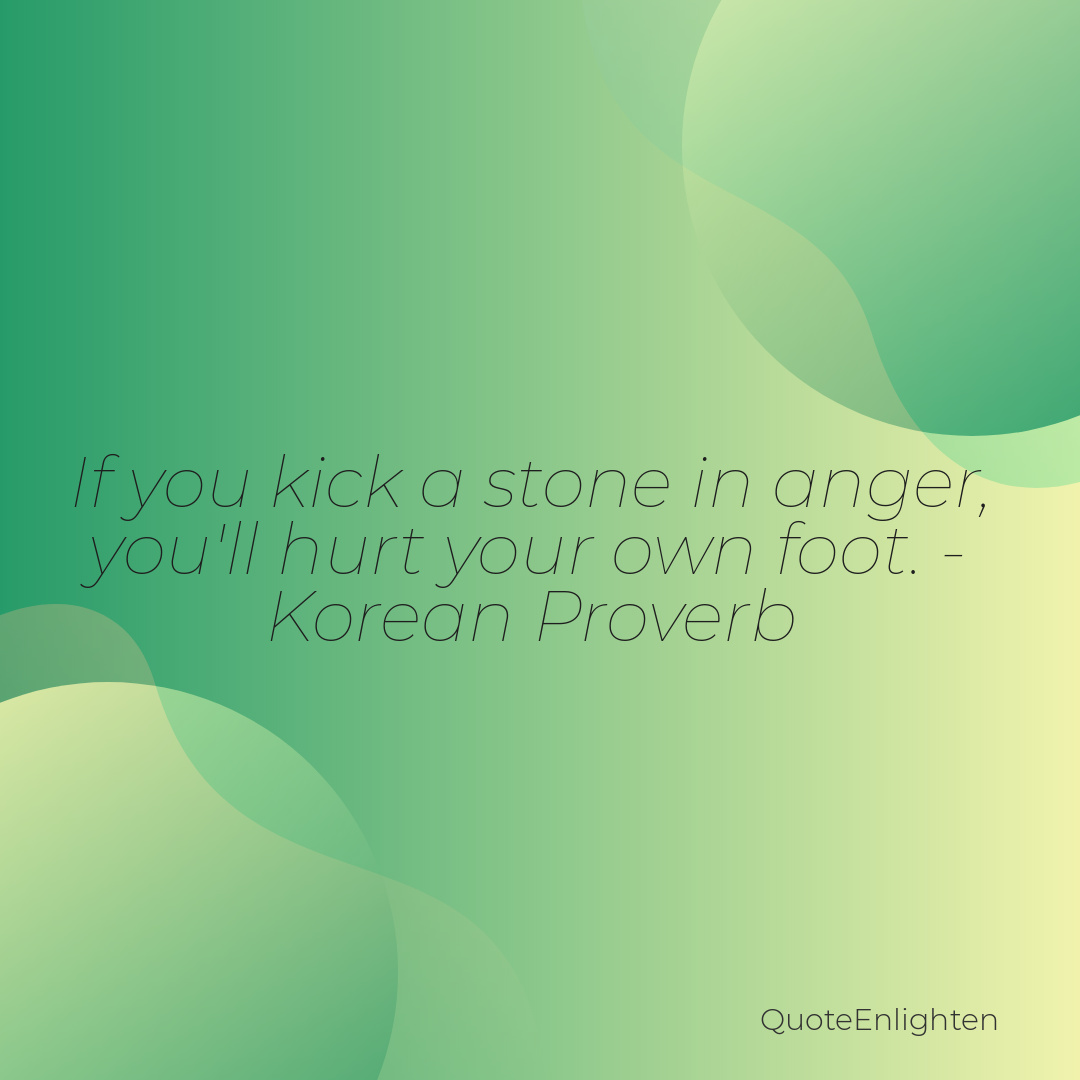 If you kick a stone in anger,
you'll hurt your own foot. -
Korean Proverb
QuoteEnlighten